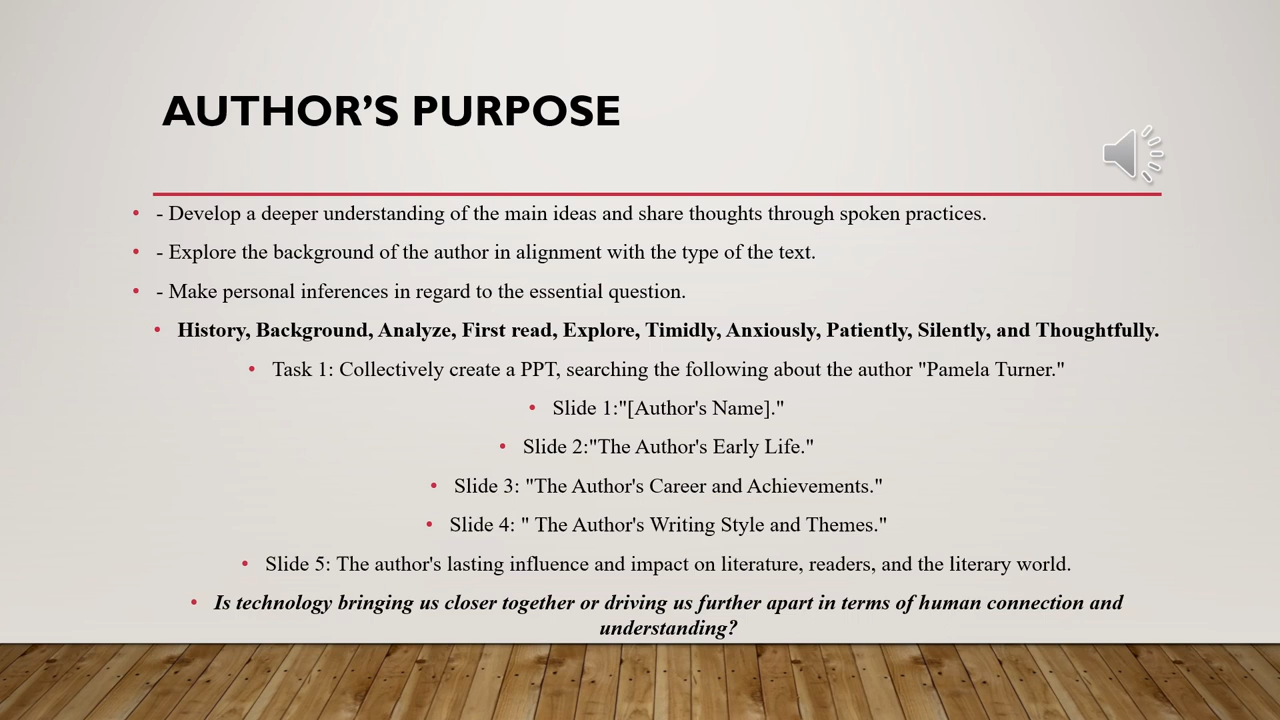 AUTHOR’S PURPOSE
• - Develop a deeper understanding of the main ideas and share thoughts through spoken practices.
• - Explore the background of the author in alignment with the type of the text.
• - Make personal inferences in regard to the essential question.
• History, Background, Analyze, First read, Explore, Timidly, Anxiously, Patiently, Silently, and Thoughtfully.
• Task 1: Collectively create a PPT, searching the following about the author "Pamela Turner."
• Slide 1:"[Author's Name]."
• Slide 2:"The Author's Early Life."
• Slide 3: "The Author's Career and Achievements."
• Slide 4: " The Author's Writing Style and Themes."
• Slide 5: The author's lasting influence and impact on literature, readers, and the literary world.
• Is technology bringing us closer together or driving us further apart in terms of human connection and
understanding?